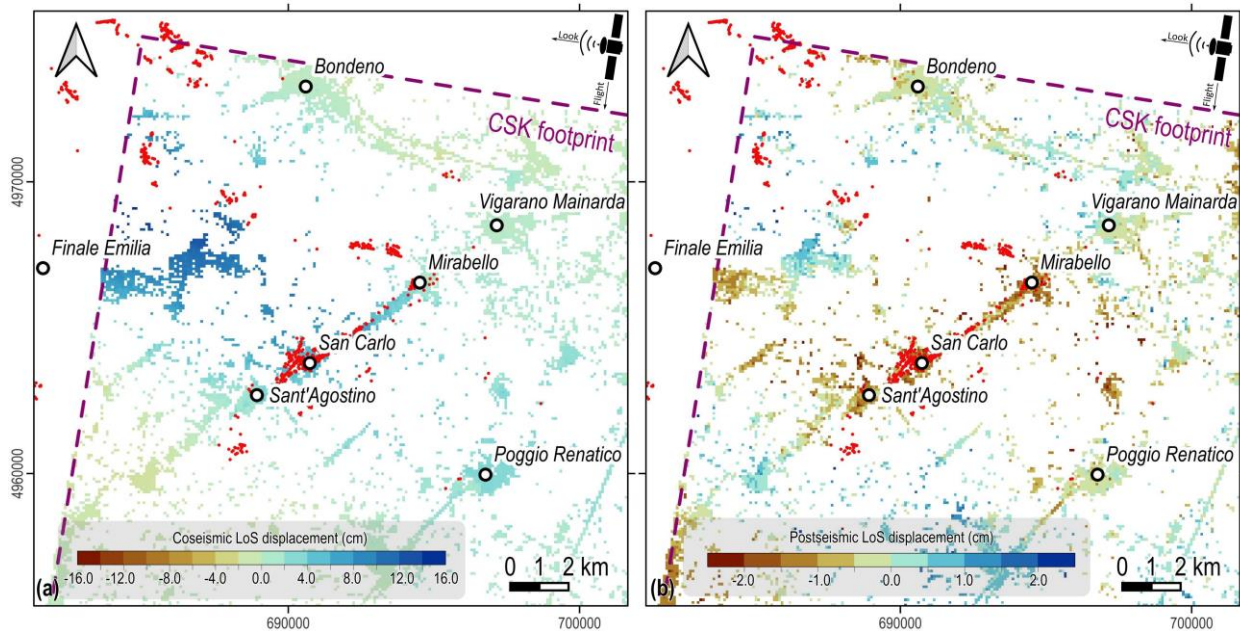 Look
Flight
Bondeno
CSK footprint
4970000
Vigarano Mainarda
Finale Emilia
Mirabello
San Carlo
Sant'Agostino
4960000
Poggio Renatico
Coseismic LoS displacement (cm)
-16.0 -12.0 -8.0 -4.0 0.0 4.0 8.0 12.0 16.0
(a)
0 1 2 km
690000 700000
Look
Flight
Bondeno
CSK footprint
Vigarano Mainarda
Finale Emilia
Mirabello
San Carlo
Sant'Agostino
Poggio Renatico
Postseismic LoS displacement (cm)
-2.0 -1.0 0.0 1.0 2.0
(b)
0 1 2 km
690000 700000